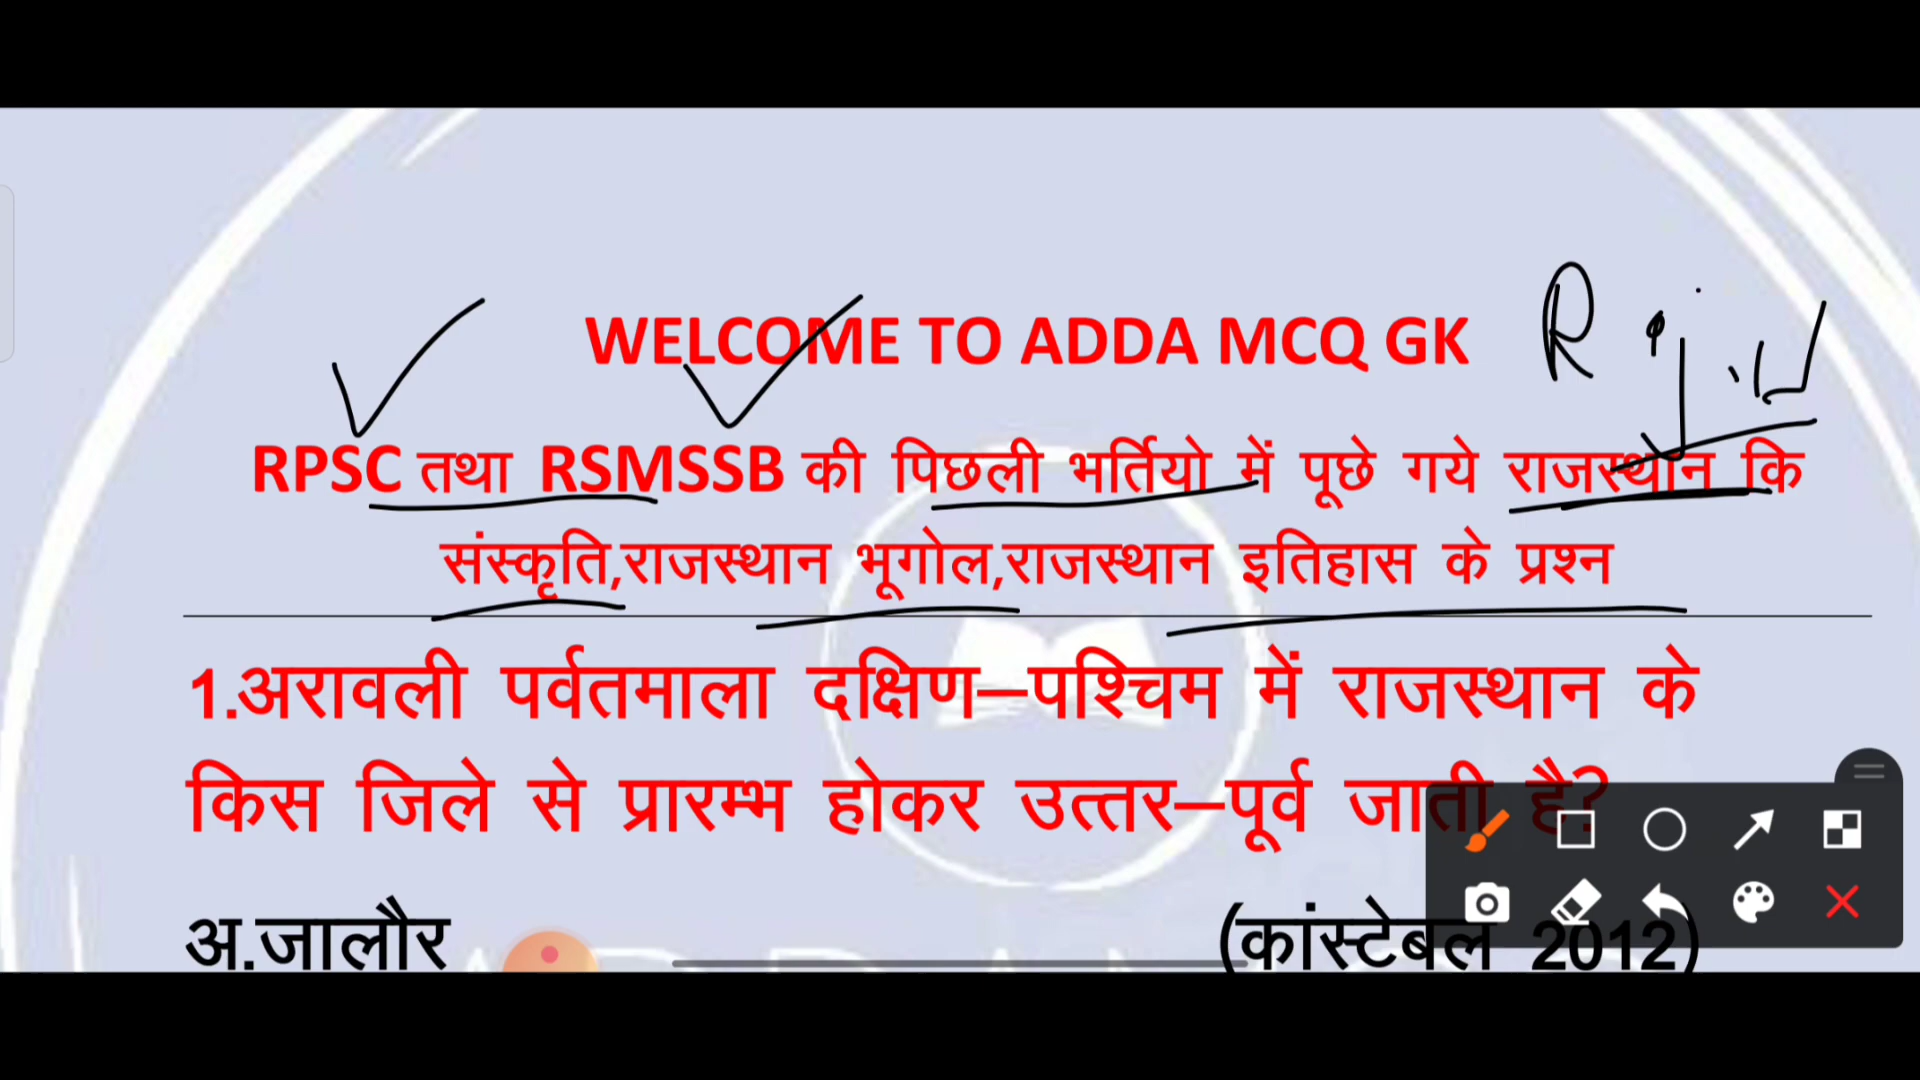 WELCOME TO ADDA MCQ GK
RPSC तथा RSMSSB की पिछली भर्तियो में पूछे गये राजस्थान कि
संस्कृति,राजस्थान भूगोल,राजस्थान इतिहास के प्रश्न
1.अरावली पर्वतमाला दक्षिण–पश्चिम में राजस्थान के
किस जिले से प्रारम्भ होकर उत्तर–पूर्व जाती है?
अ.जालौर (कांस्टेबल 2012)